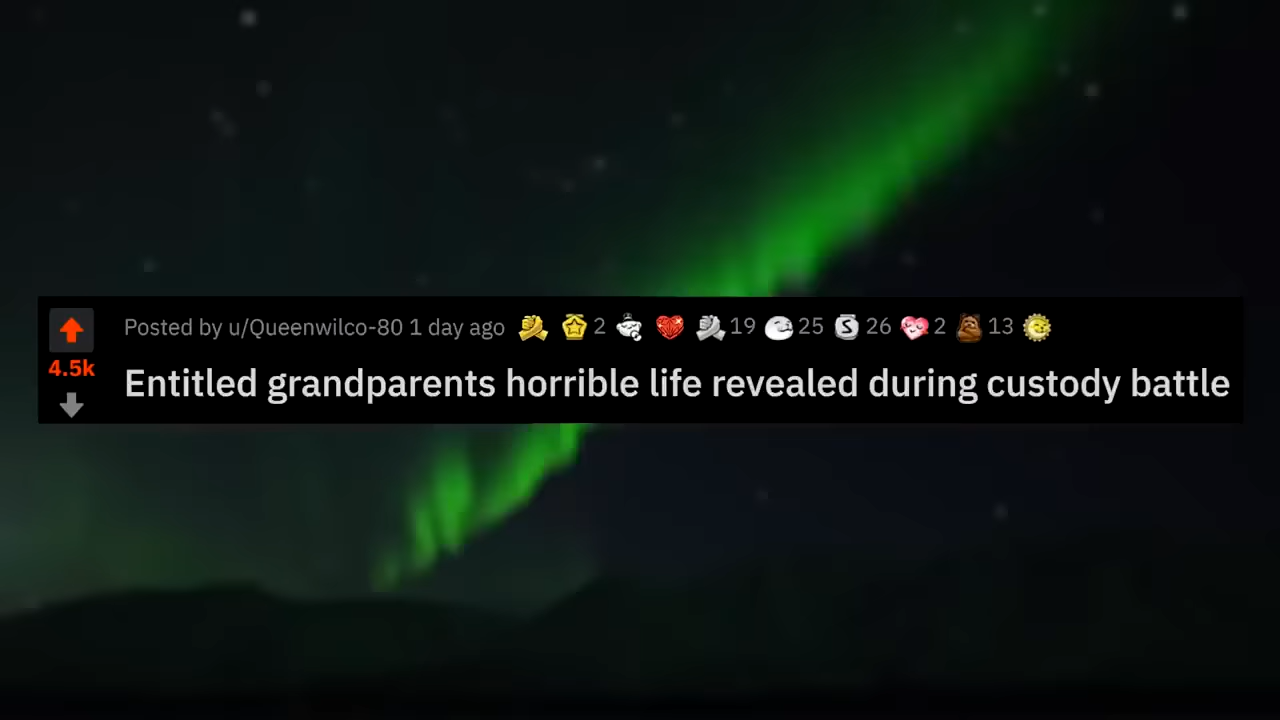 Posted by u/Queenwilco-80 1 day ago 2 19 25 S 26 2 13
4.5k
Entitled grandparents horrible life revealed during custody battle